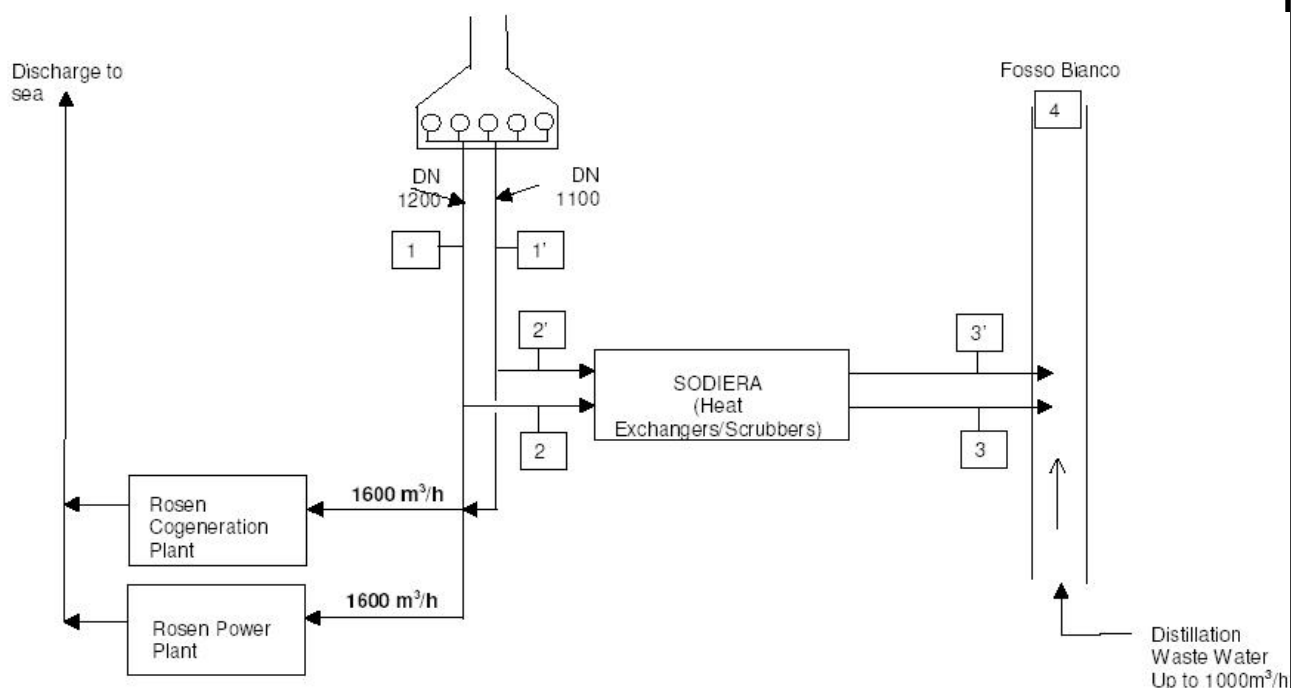 Discharge to
sea
Fosso Bianco
4
DN
1200
DN
1100
1
1'
2'
3'
SODIERA
(Heat
Exchangers/Scrubbers)
2
3
1600 m³/h
Rosen
Cogeneration
Plant
1600 m³/h
Rosen Power
Plant
Distillation
Waste Water
Up to 1000m³/h